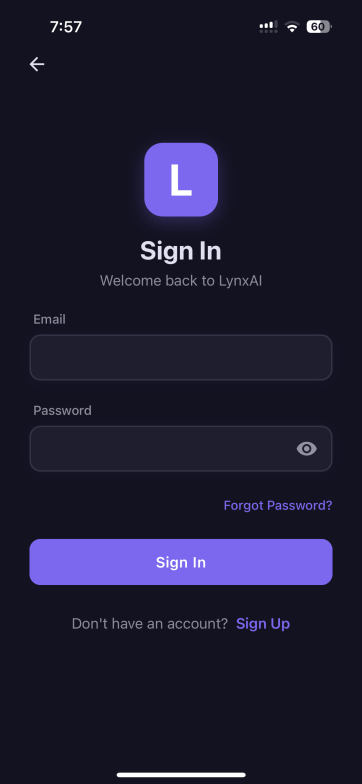 7:57
60
L
Sign In
Welcome back to LynxAI
Email
Password
Forgot Password?
Sign In
Don't have an account? Sign Up